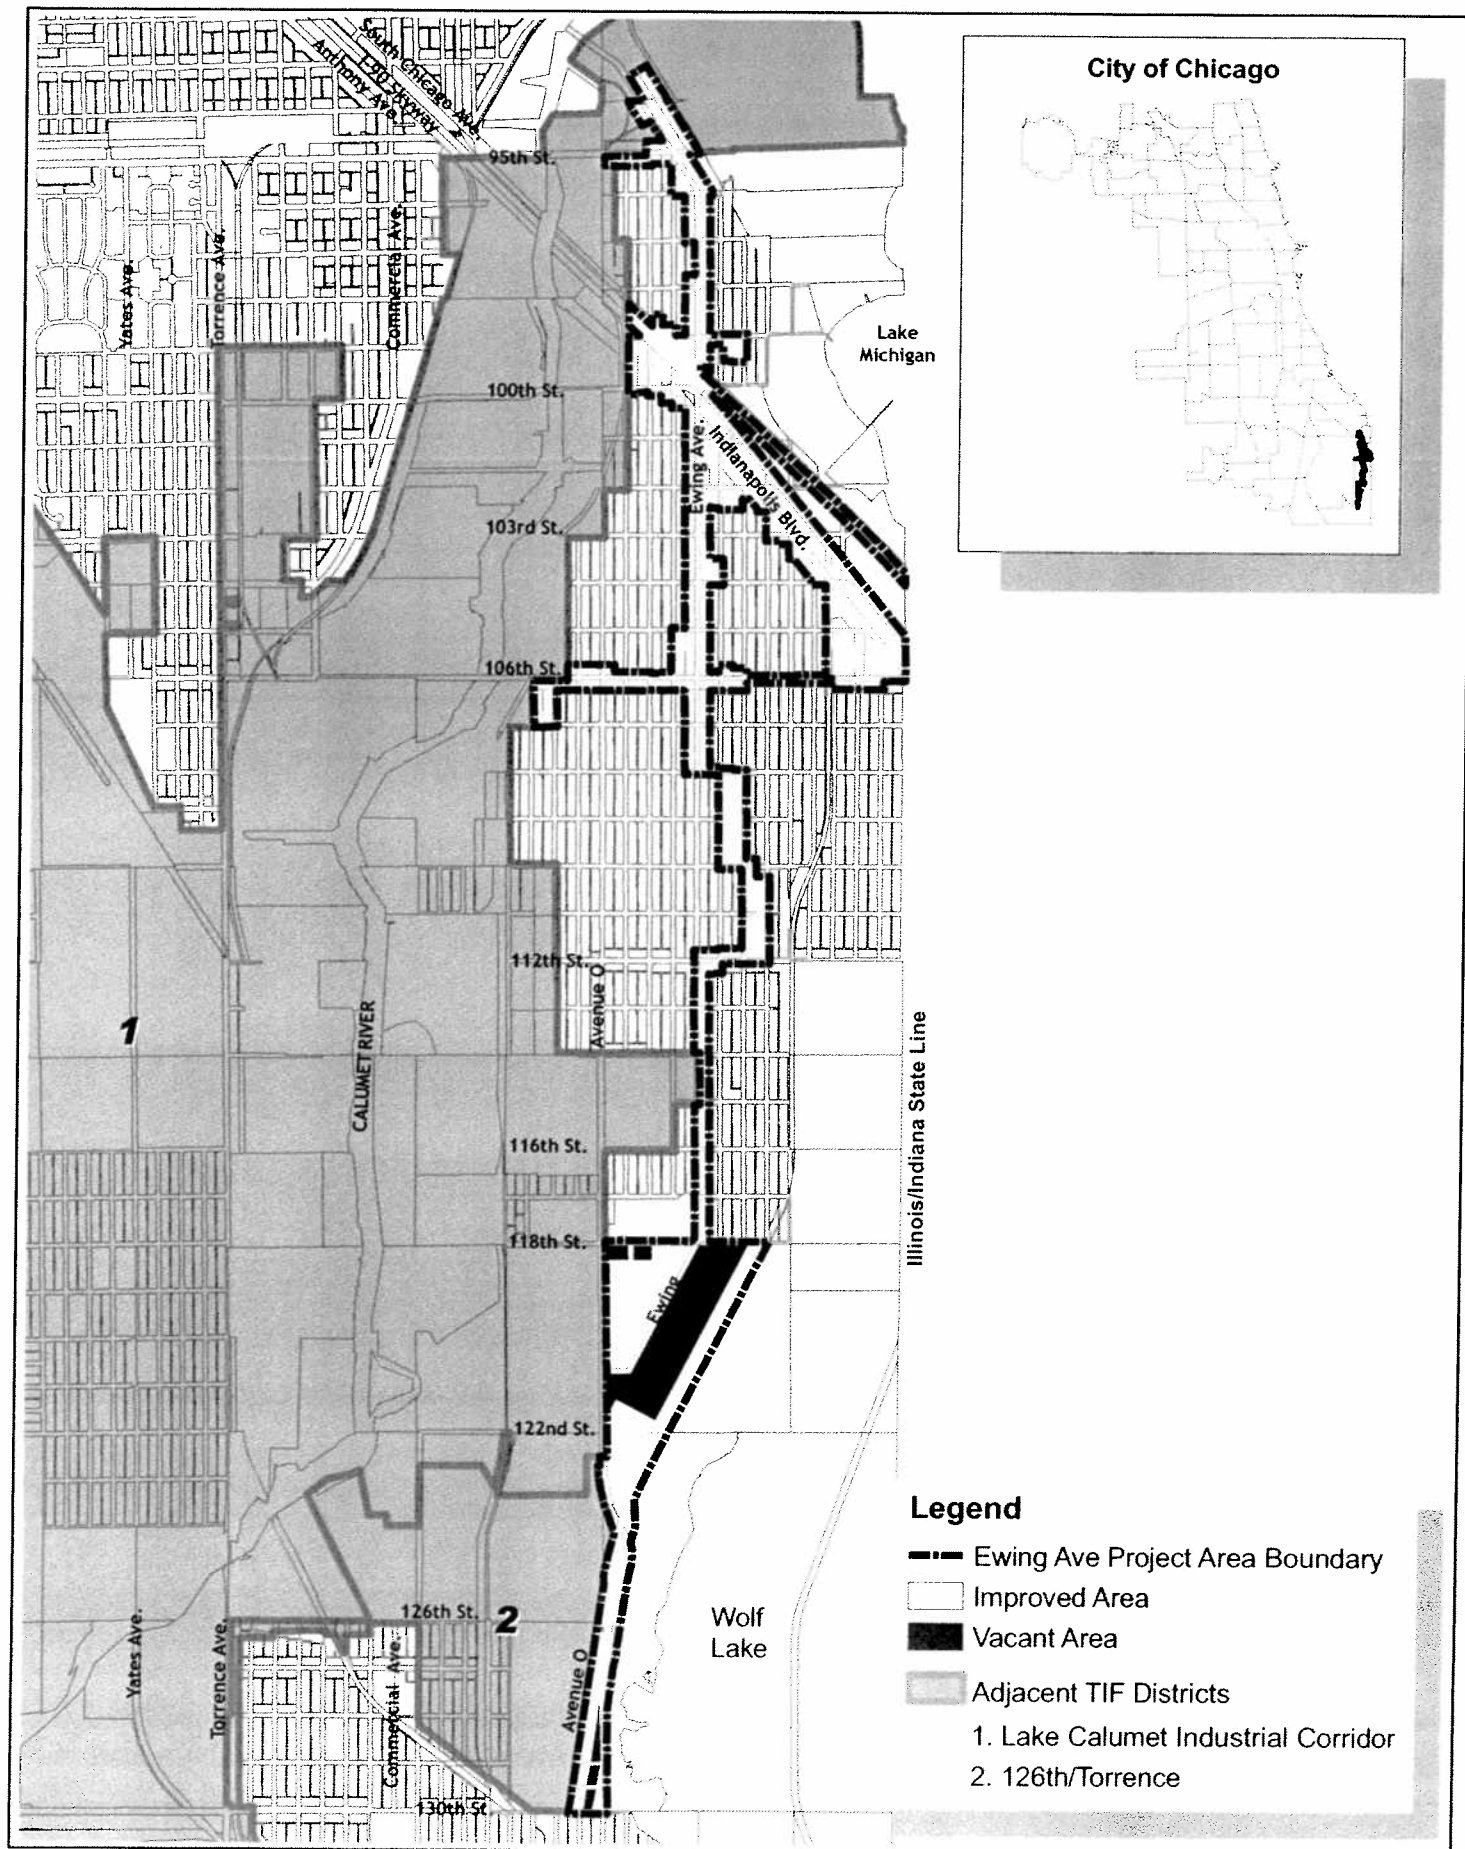 South Chicago Ave.
I-90 Skyway
Anthony Ave.
City of Chicago
95th St.
Yates Ave.
Torrence Ave.
Commercial Ave.
Lake
Michigan
100th St.
Ewing Ave.
Indianapolis Blvd.
103rd St.
106th St.
112th St.
Avenue O
1
CALUMET RIVER
Illinois/Indiana State Line
116th St.
118th St.
Ewing
122nd St.
126th St.
2
Wolf
Lake
Yates Ave.
Torrence Ave.
Commercial Ave.
Avenue O
130th St
Legend
Ewing Ave Project Area Boundary
Improved Area
Vacant Area
Adjacent TIF Districts
1. Lake Calumet Industrial Corridor
2. 126th/Torrence